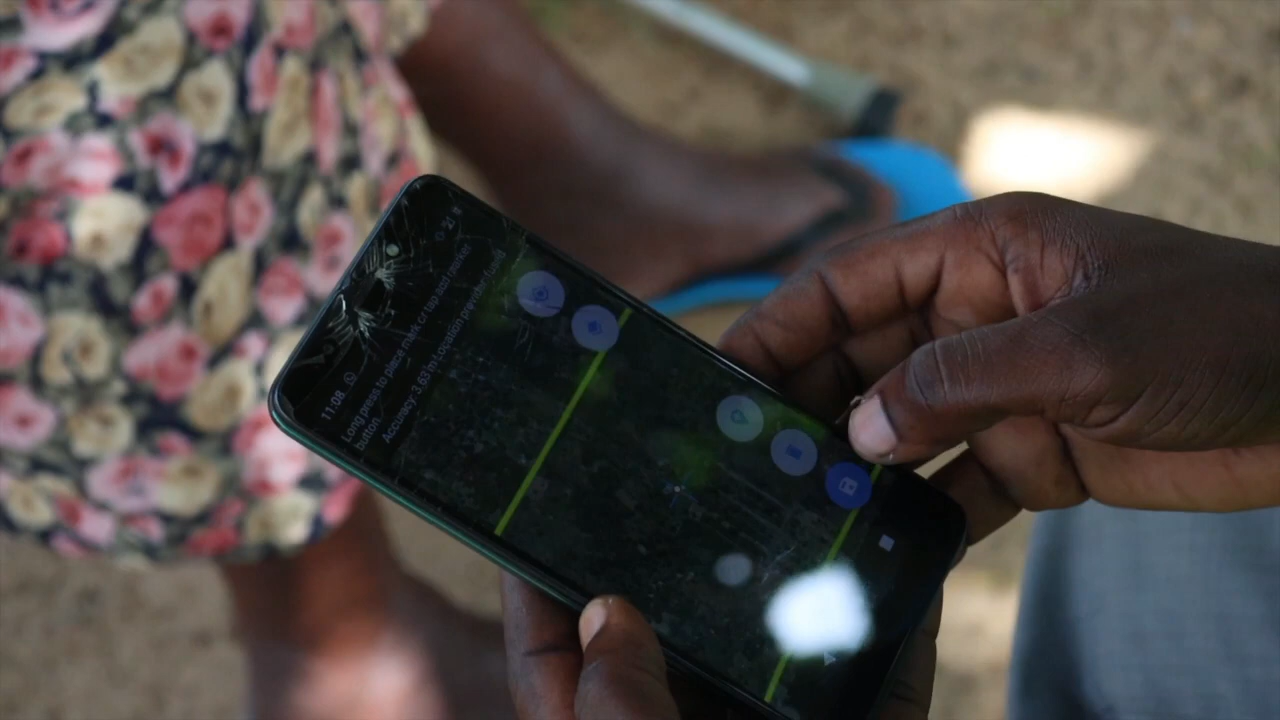 11:08
Long press to place mark or tap add marker
button
Accuracy: 3.63 m Location provider: fused